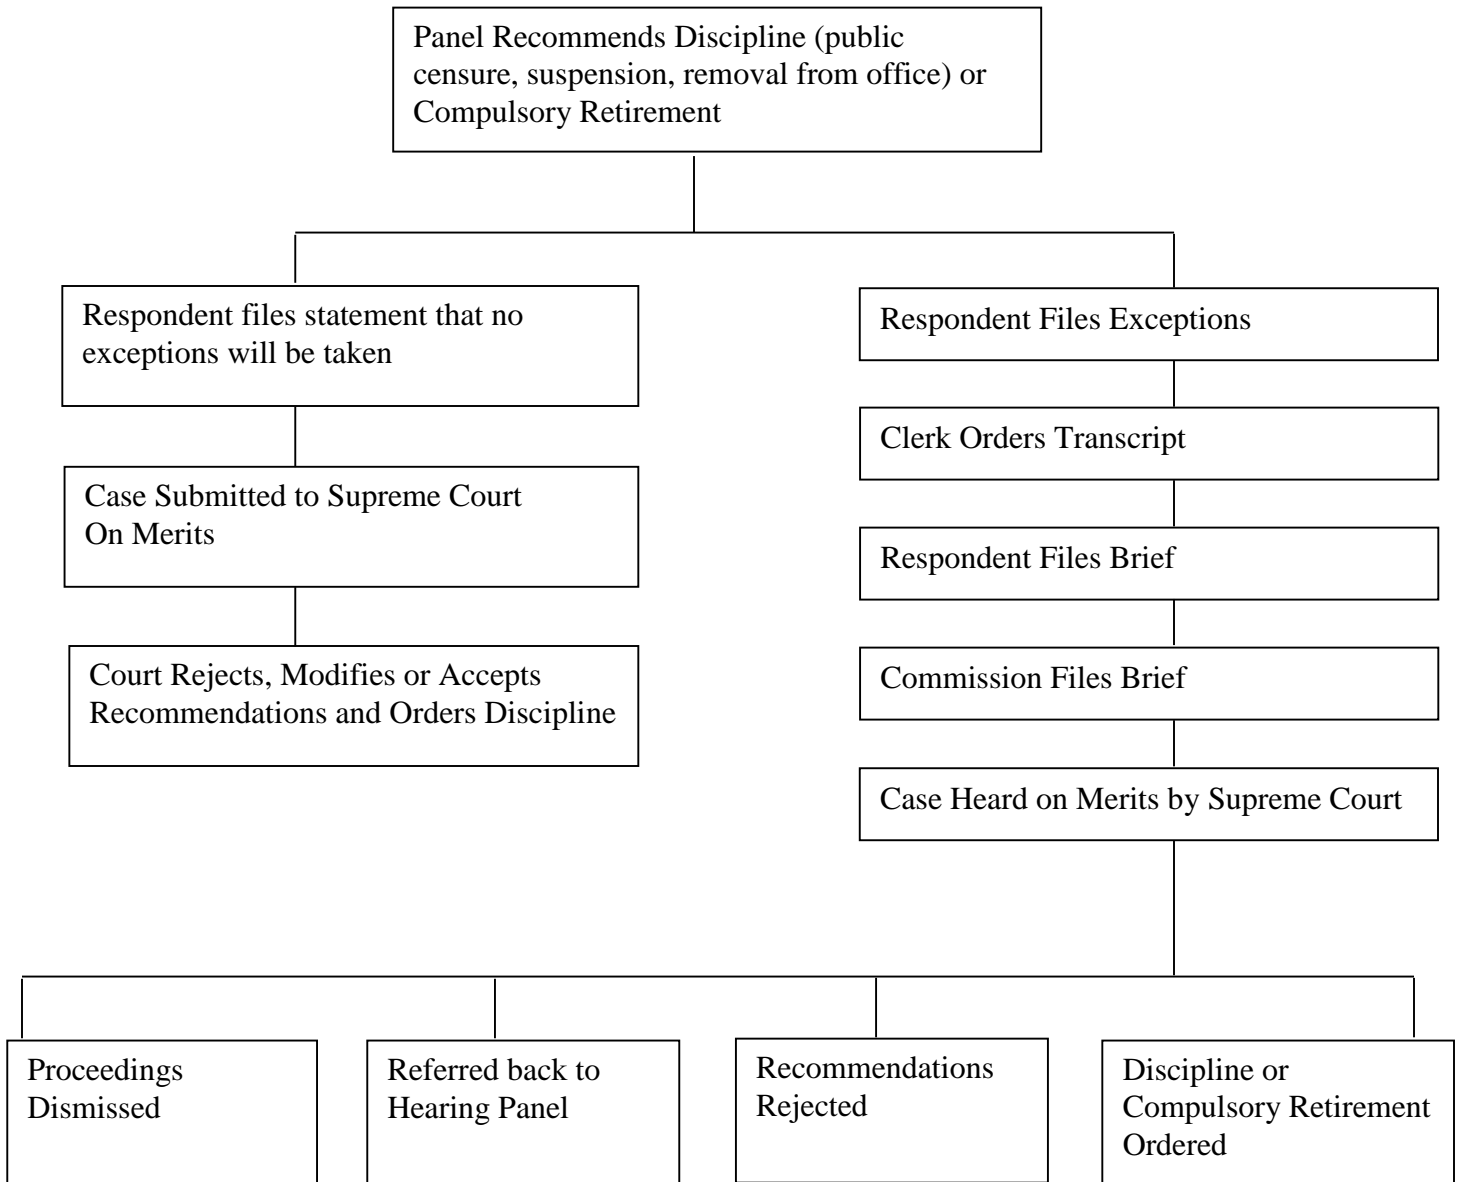 Panel Recommends Discipline (public
censure, suspension, removal from office) or
Compulsory Retirement
Respondent files statement that no
exceptions will be taken
Case Submitted to Supreme Court
On Merits
Court Rejects, Modifies or Accepts
Recommendations and Orders Discipline
Respondent Files Exceptions
Clerk Orders Transcript
Respondent Files Brief
Commission Files Brief
Case Heard on Merits by Supreme Court
Proceedings
Dismissed
Referred back to
Hearing Panel
Recommendations
Rejected
Discipline or
Compulsory Retirement
Ordered